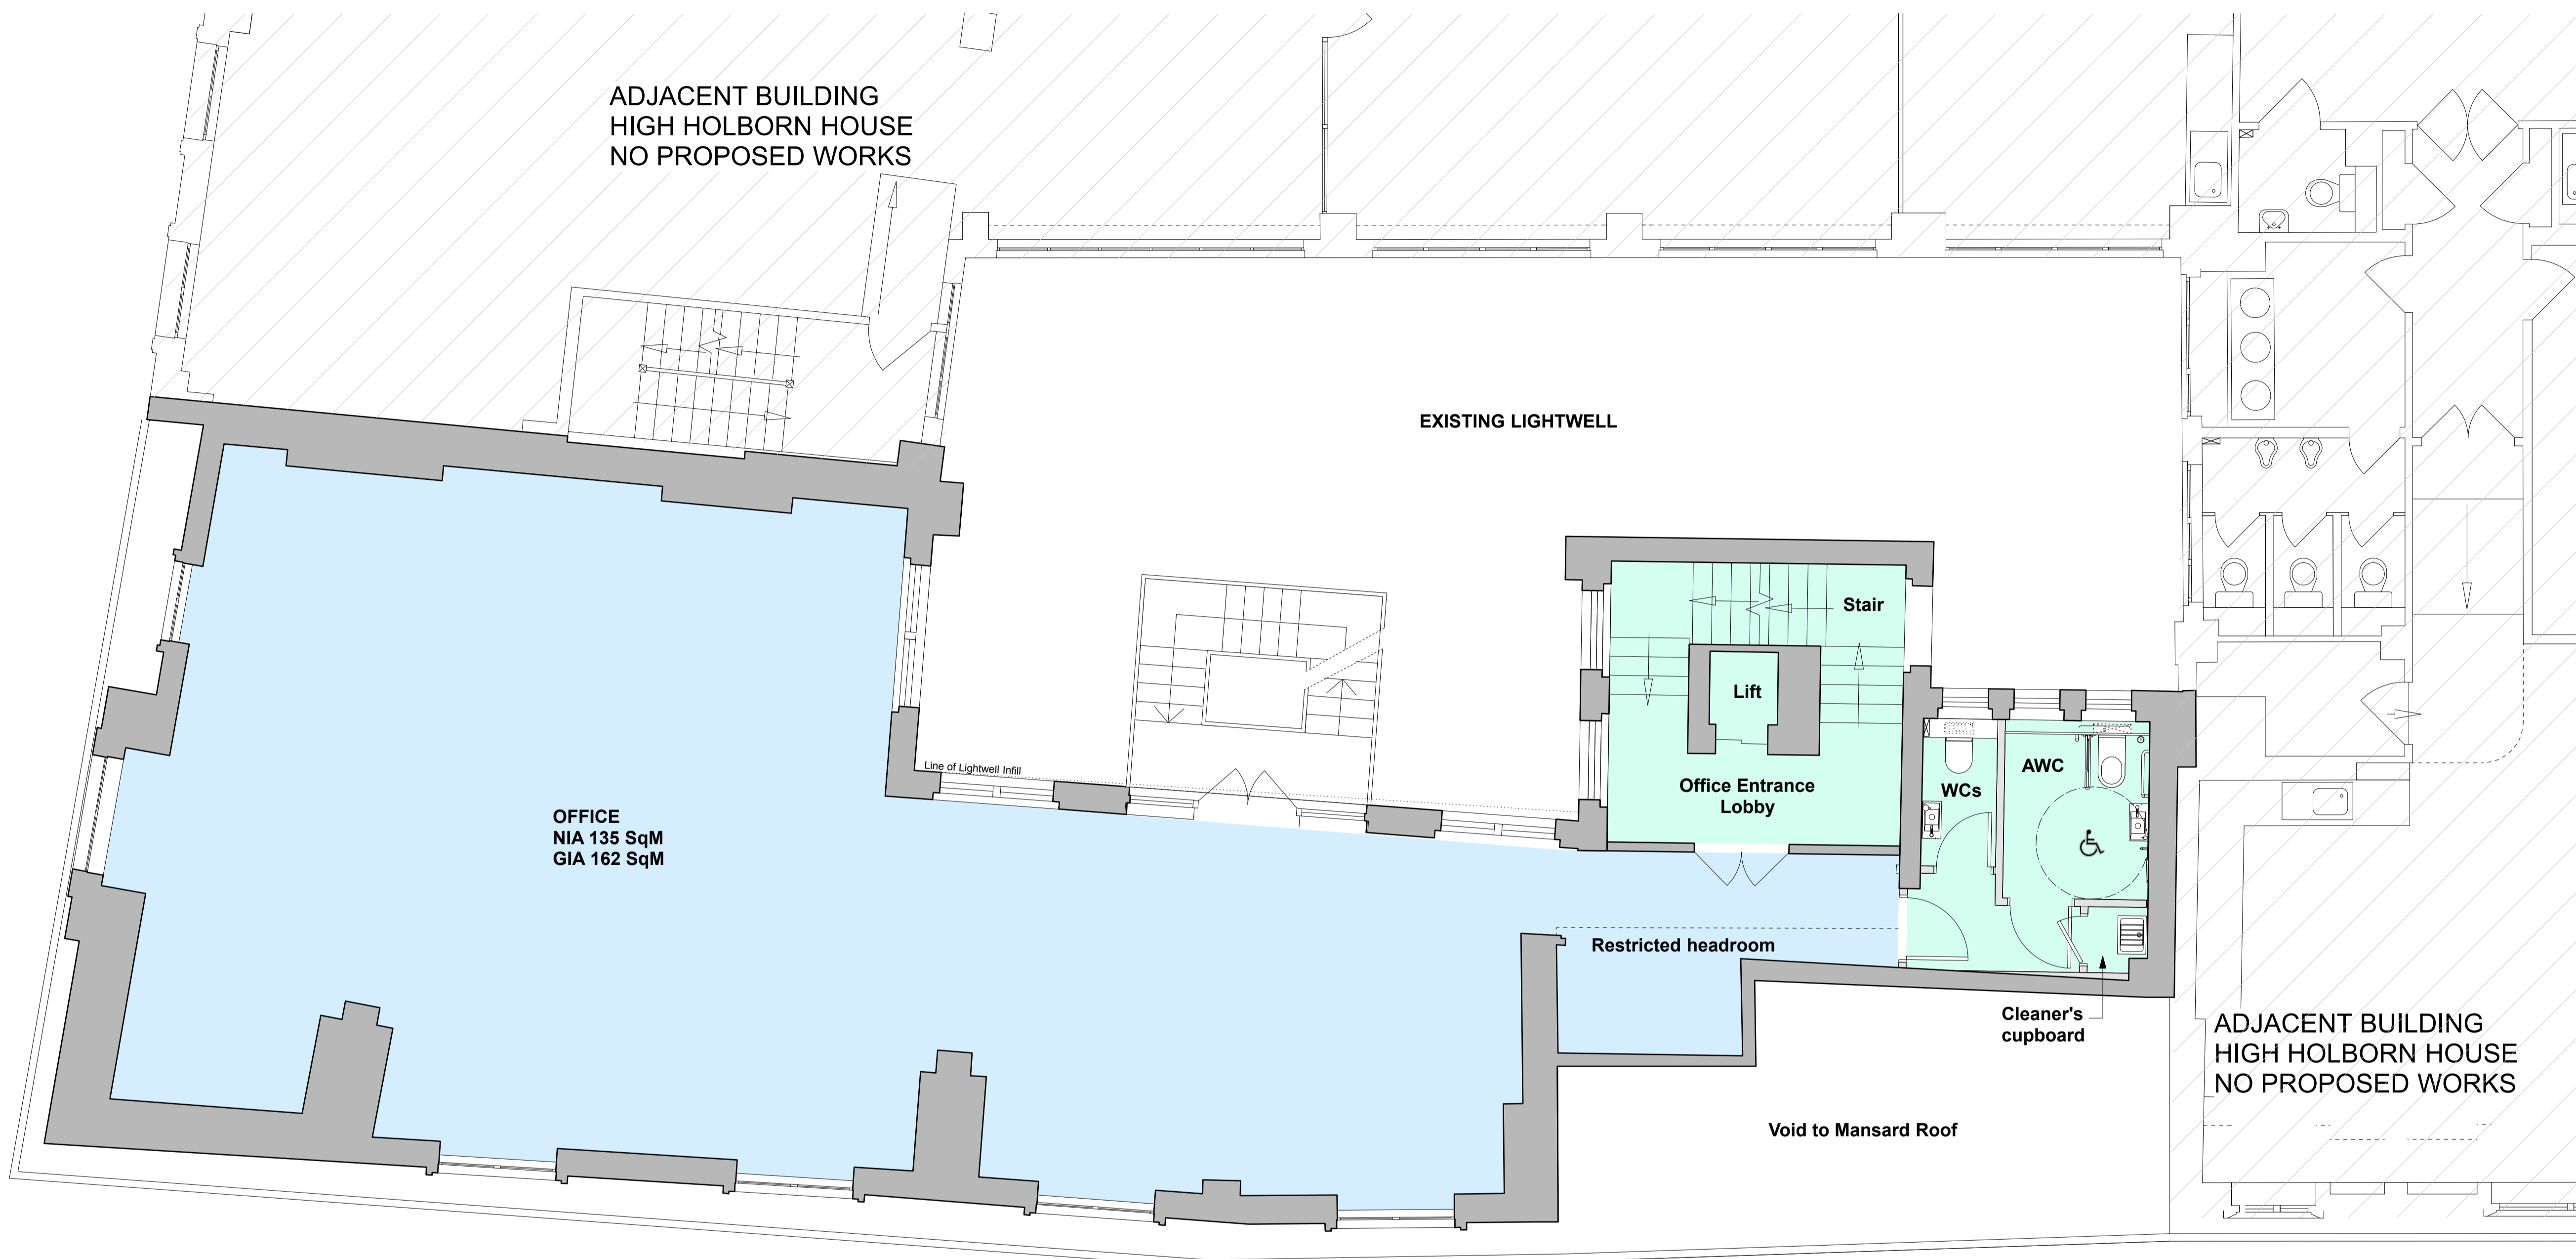 ADJACENT BUILDING
HIGH HOLBORN HOUSE
NO PROPOSED WORKS
EXISTING LIGHTWELL
Stair
Lift
Line of Lightwell Infill
AWC
Office Entrance
Lobby
WCs
OFFICE
NIA 135 SqM
GIA 162 SqM
Restricted headroom
Cleaner's
cupboard
ADJACENT BUILDING
HIGH HOLBORN HOUSE
NO PROPOSED WORKS
Void to Mansard Roof